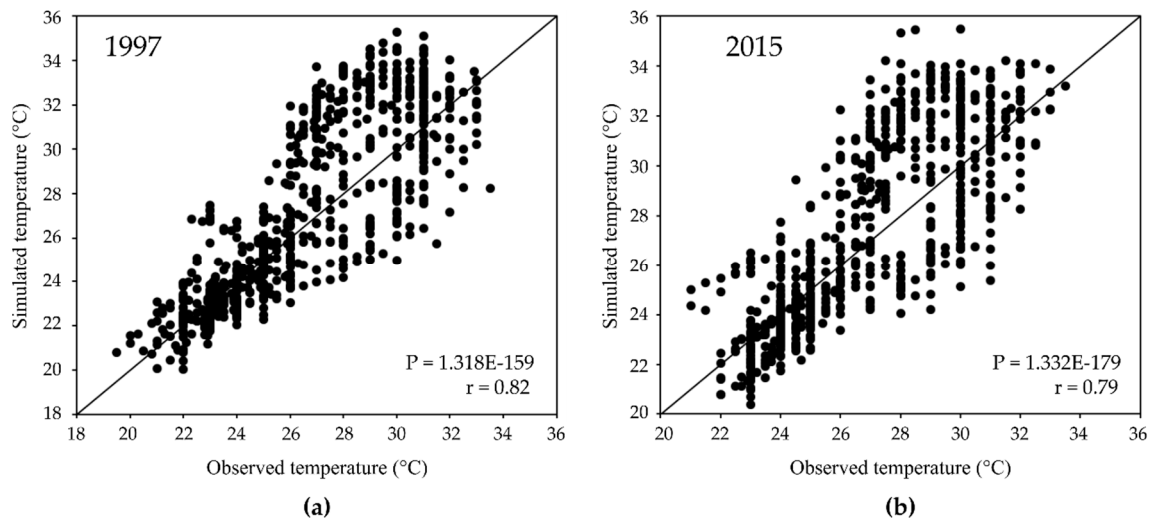 1997
36
34
32
30
28
26
24
22
20
18
Simulated temperature (°C)
P = 1.318E-159
r = 0.82
18 20 22 24 26 28 30 32 34 36
Observed temperature (°C)
(a)
2015
36
34
32
30
28
26
24
22
20
Simulated temperature (°C)
P = 1.332E-179
r = 0.79
20 22 24 26 28 30 32 34 36
Observed temperature (°C)
(b)